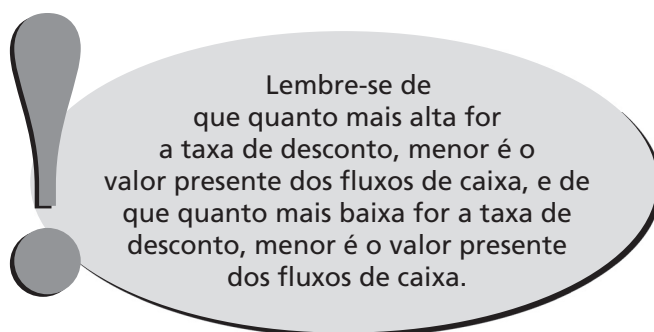 Lembre-se de
que quanto mais alta for
a taxa de desconto, menor é o
valor presente dos fluxos de caixa, e de
que quanto mais baixa for a taxa de
desconto, menor é o valor presente
dos fluxos de caixa.